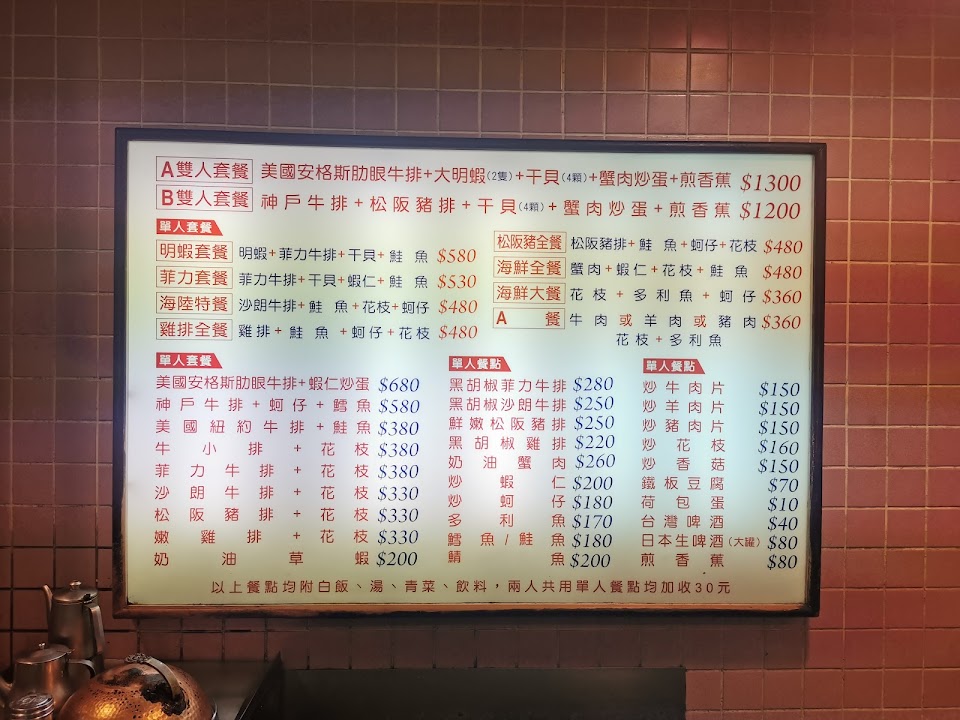 A雙人套餐 美國安格斯肋眼牛排+大明蝦(2隻)+干貝(4顆)+蟹肉炒蛋+煎香蕉 $1300
B雙人套餐 神戶牛排+松阪豬排+干貝(4顆)+蟹肉炒蛋+煎香蕉 $1200
單人套餐
明蝦套餐 明蝦+菲力牛排+干貝+鮭魚 $580
菲力套餐 菲力牛排+干貝+蝦仁+鮭魚 $530
海陸特餐 沙朗牛排+鮭魚+花枝+蚵仔 $480
雞排全餐 雞排+鮭魚+蚵仔+花枝 $480
松阪豬全餐 松阪豬排+鮭魚+蚵仔+花枝 $480
海鮮全餐 蟹肉+蝦仁+花枝+鮭魚 $480
海鮮大餐 花枝+多利魚+蚵仔 $360
A餐 牛肉或羊肉或豬肉 $360
花枝+多利魚
單人套餐
美國安格斯肋眼牛排+蝦仁炒蛋 $680
神戶牛排+蚵仔+鱈魚 $580
美國紐約牛排+鮭魚 $380
牛小排+花枝 $380
菲力牛排+花枝 $380
沙朗牛排+花枝 $330
松阪豬排+花枝 $330
嫩雞排+花枝 $330
奶油草蝦 $200
單人餐點
黑胡椒菲力牛排 $280
黑胡椒沙朗牛排 $250
鮮嫩松阪豬排 $250
黑胡椒雞排 $220
奶油蟹肉 $260
炒蝦仁 $200
炒蚵仔 $180
多利魚 $170
鱈魚/鮭魚 $180
鯖魚 $200
單人餐點
炒牛肉片 $150
炒羊肉片 $150
炒豬肉片 $150
炒花枝 $160
炒香菇 $150
鐵板豆腐 $70
荷包蛋 $10
台灣啤酒 $40
日本生啤酒(大罐) $80
煎香蕉 $80
以上餐點均附白飯、湯、青菜、飲料，兩人共用單人餐點均加收30元